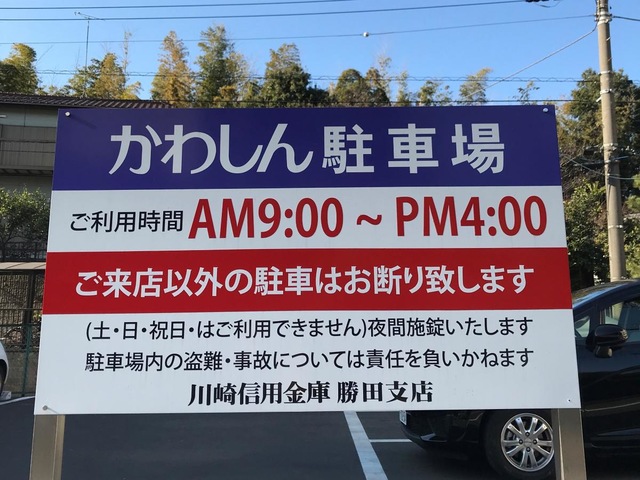 かわしん 駐車場
ご利用時間 AM9:00 ~ PM4:00
ご来店以外の駐車はお断り致します
(土・日・祝日・はご利用できません)夜間施錠いたします
駐車場内の盗難・事故については責任を負いかねます
川崎信用金庫 勝田支店